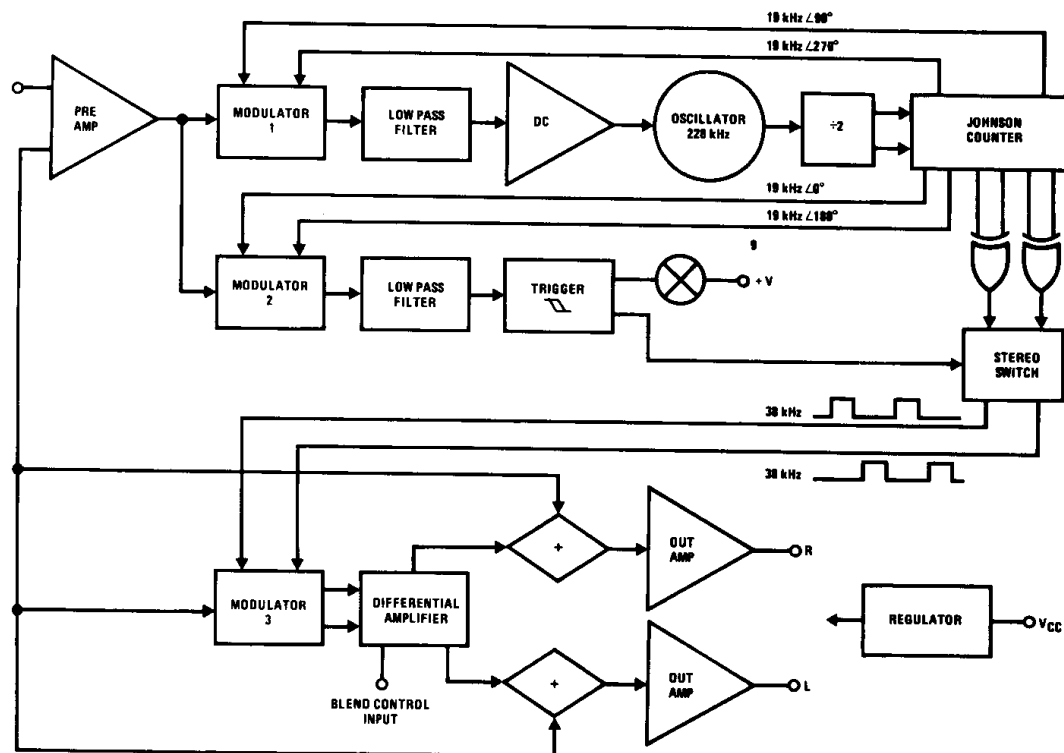 19 kHz ∠90°
19 kHz ∠270°
PRE
AMP
MODULATOR
1
LOW PASS
FILTER
DC
OSCILLATOR
228 kHz
÷2
JOHNSON
COUNTER
19 kHz ∠0°
19 kHz ∠180°
9
MODULATOR
2
LOW PASS
FILTER
TRIGGER
+ V
STEREO
SWITCH
38 kHz
38 kHz
+
OUT
AMP
R
MODULATOR
3
DIFFERENTIAL
AMPLIFIER
REGULATOR
VCC
BLEND CONTROL
INPUT
+
OUT
AMP
L